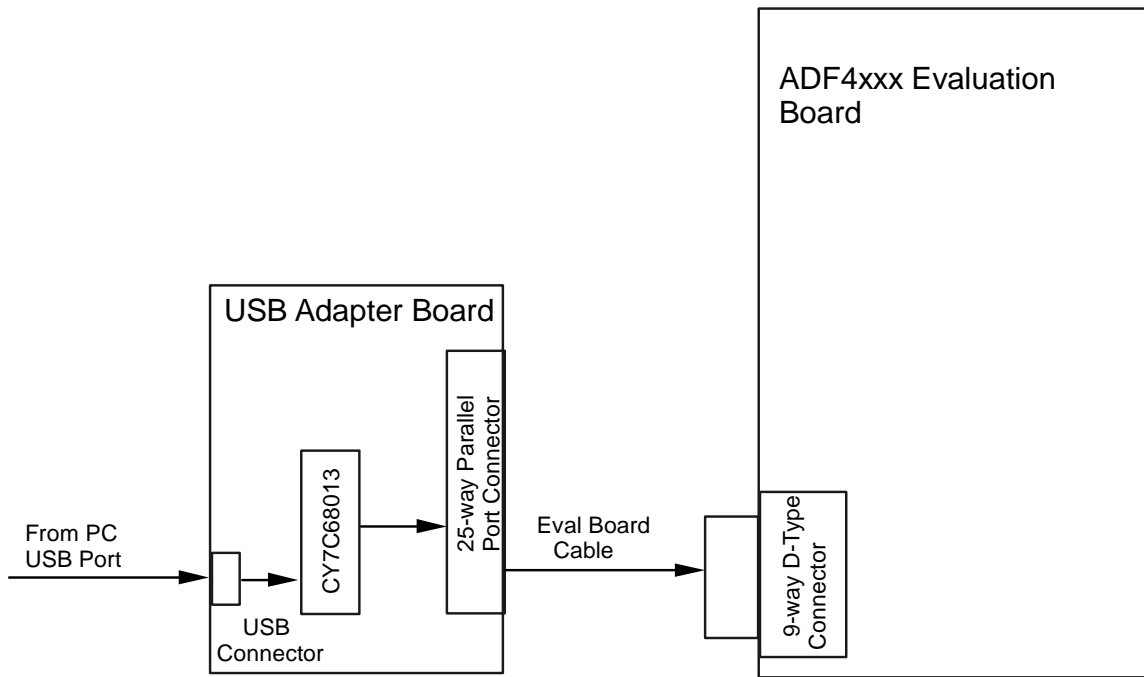 ADF4xxx Evaluation
Board
USB Adapter Board
25-way Parallel
Port Connector
CY7C68013
From PC
USB Port
USB
Connector
Eval Board
Cable
9-way D-Type
Connector